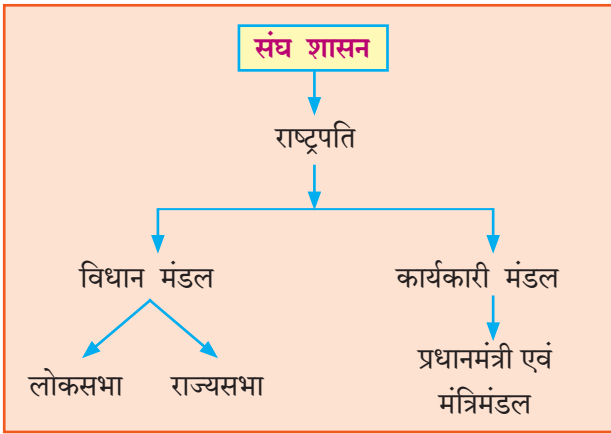 संघ शासन
राष्ट्रपति
विधान मंडल
कार्यकारी मंडल
लोकसभा
राज्यसभा
प्रधानमंत्री एवं
मंत्रिमंडल